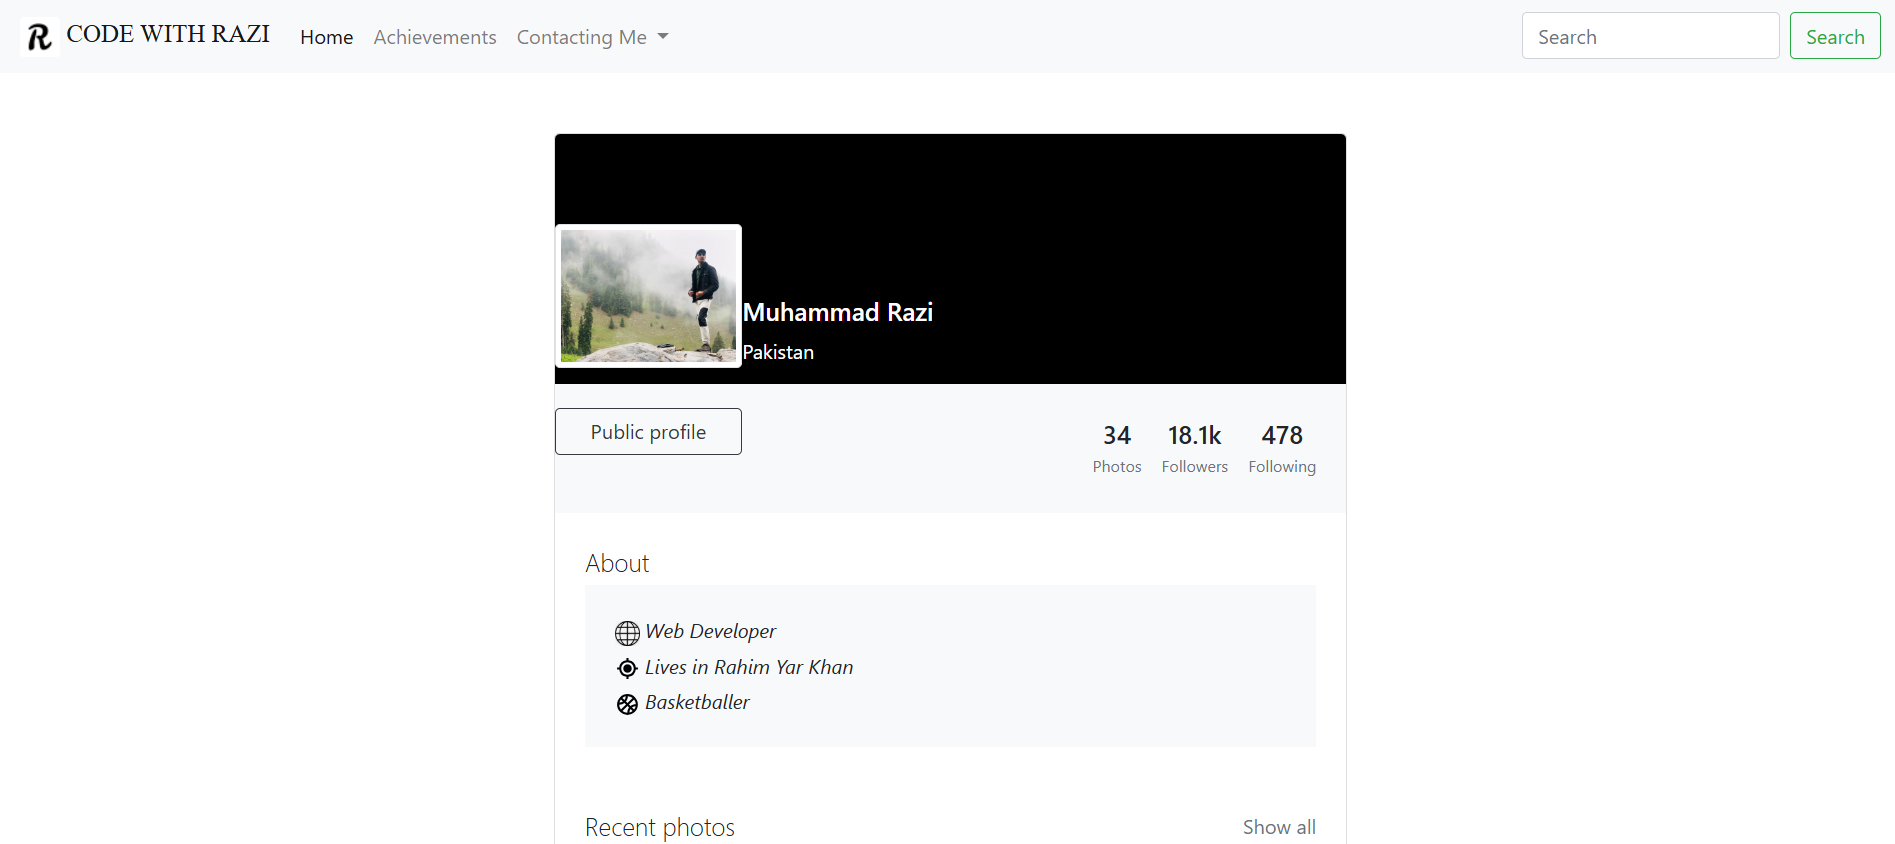 R CODE WITH RAZI Home Achievements Contacting Me Search Search
Muhammad Razi
Pakistan
Public profile
34 18.1k 478
Photos Followers Following
About
Web Developer
Lives in Rahim Yar Khan
Basketballer
Recent photos Show all